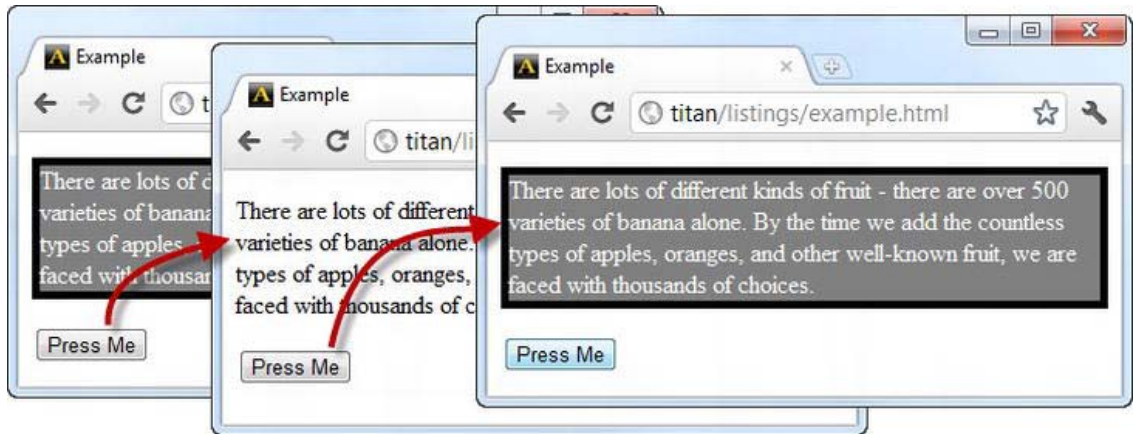 Example
t
There are lots of d
varieties of banana
types of apples
faced with thousan
Press Me
Example
titan/li
There are lots of different
varieties of banana alone.
types of apples, oranges,
faced with thousands of c
Press Me
Example
titan/listings/example.html
There are lots of different kinds of fruit - there are over 500
varieties of banana alone. By the time we add the countless
types of apples, oranges, and other well-known fruit, we are
faced with thousands of choices.
Press Me